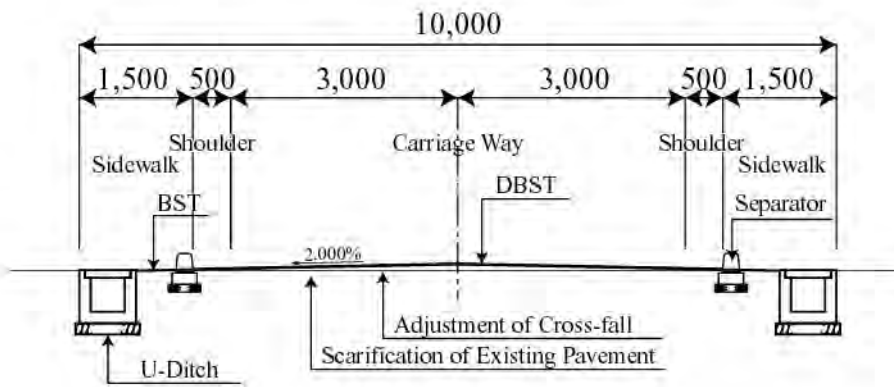 10,000
1,500 500 3,000 3,000 500 1,500
Shoulder Carriage Way Shoulder
Sidewalk Sidewalk
BST DBST Separator
2.000%
Adjustment of Cross-fall
Scarification of Existing Pavement
U-Ditch